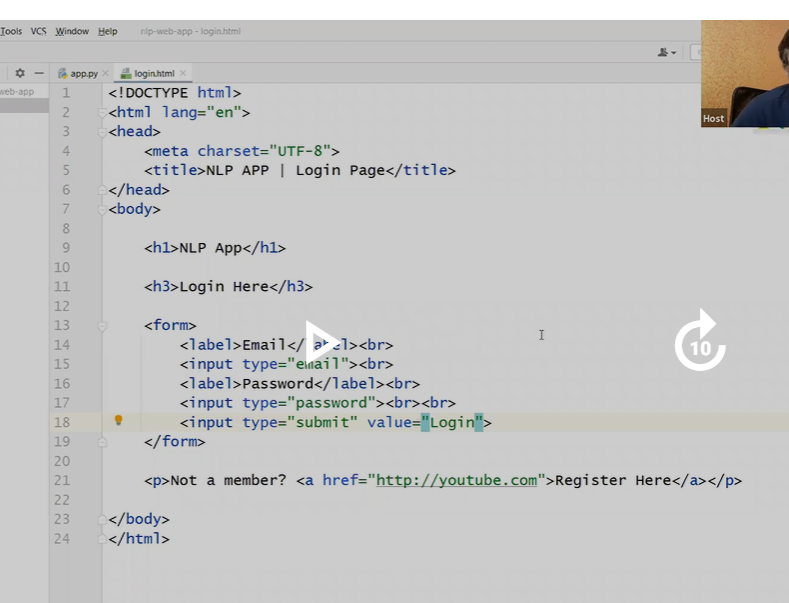 Tools VCS Window Help nlp-web-app - login.html
app.py × login.html ×
web-app
Host
1 <!DOCTYPE html>
2 <html lang="en">
3 <head>
4 <meta charset="UTF-8">
5 <title>NLP APP | Login Page</title>
6 </head>
7 <body>
8
9 <h1>NLP App</h1>
10
11 <h3>Login Here</h3>
12
13 <form>
14 <label>Email</label><br>
15 <input type="email"><br>
16 <label>Password</label><br>
17 <input type="password"><br><br>
18 <input type="submit" value="Login">
19 </form>
20
21 <p>Not a member? <a href="http://youtube.com">Register Here</a></p>
22
23 </body>
24 </html>
10